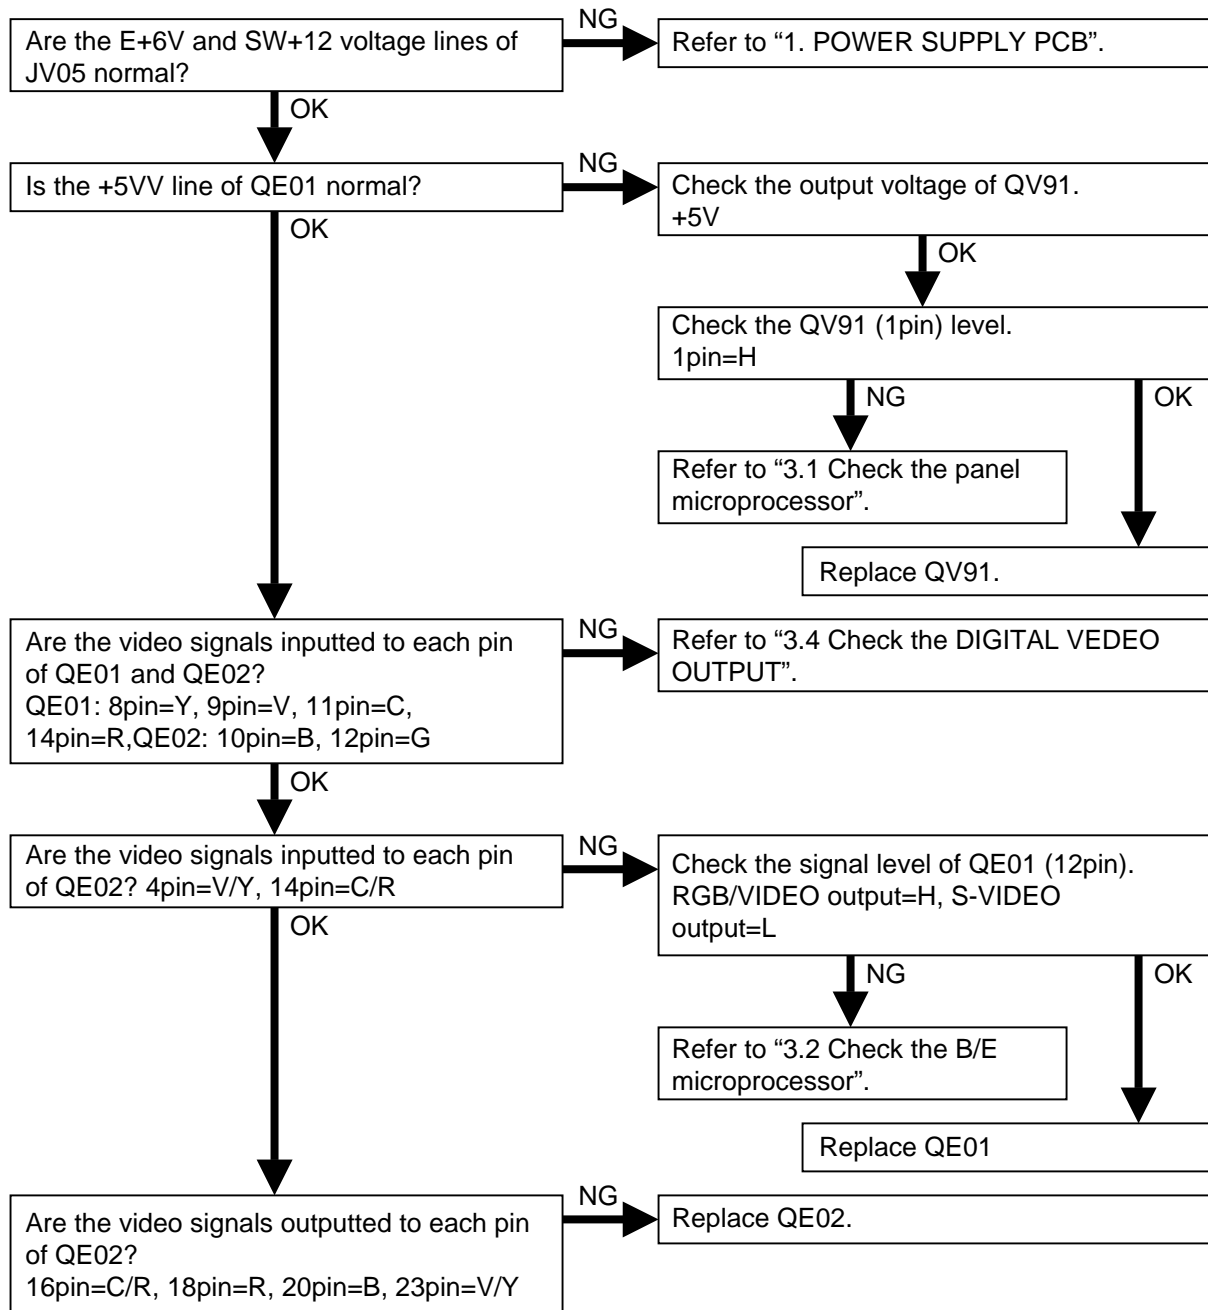 Are the E+6V and SW+12 voltage lines of
JV05 normal?
NG
Refer to “1. POWER SUPPLY PCB”.
OK
Is the +5VV line of QE01 normal?
NG
Check the output voltage of QV91.
+5V
OK
OK
Check the QV91 (1pin) level.
1pin=H
NG
OK
Refer to “3.1 Check the panel
microprocessor”.
Replace QV91.
Are the video signals inputted to each pin
of QE01 and QE02?
QE01: 8pin=Y, 9pin=V, 11pin=C,
14pin=R,QE02: 10pin=B, 12pin=G
NG
Refer to “3.4 Check the DIGITAL VEDEO
OUTPUT”.
OK
Are the video signals inputted to each pin
of QE02? 4pin=V/Y, 14pin=C/R
NG
Check the signal level of QE01 (12pin).
RGB/VIDEO output=H, S-VIDEO
output=L
OK
NG
OK
Refer to “3.2 Check the B/E
microprocessor”.
Replace QE01
Are the video signals outputted to each pin
of QE02?
16pin=C/R, 18pin=R, 20pin=B, 23pin=V/Y
NG
Replace QE02.